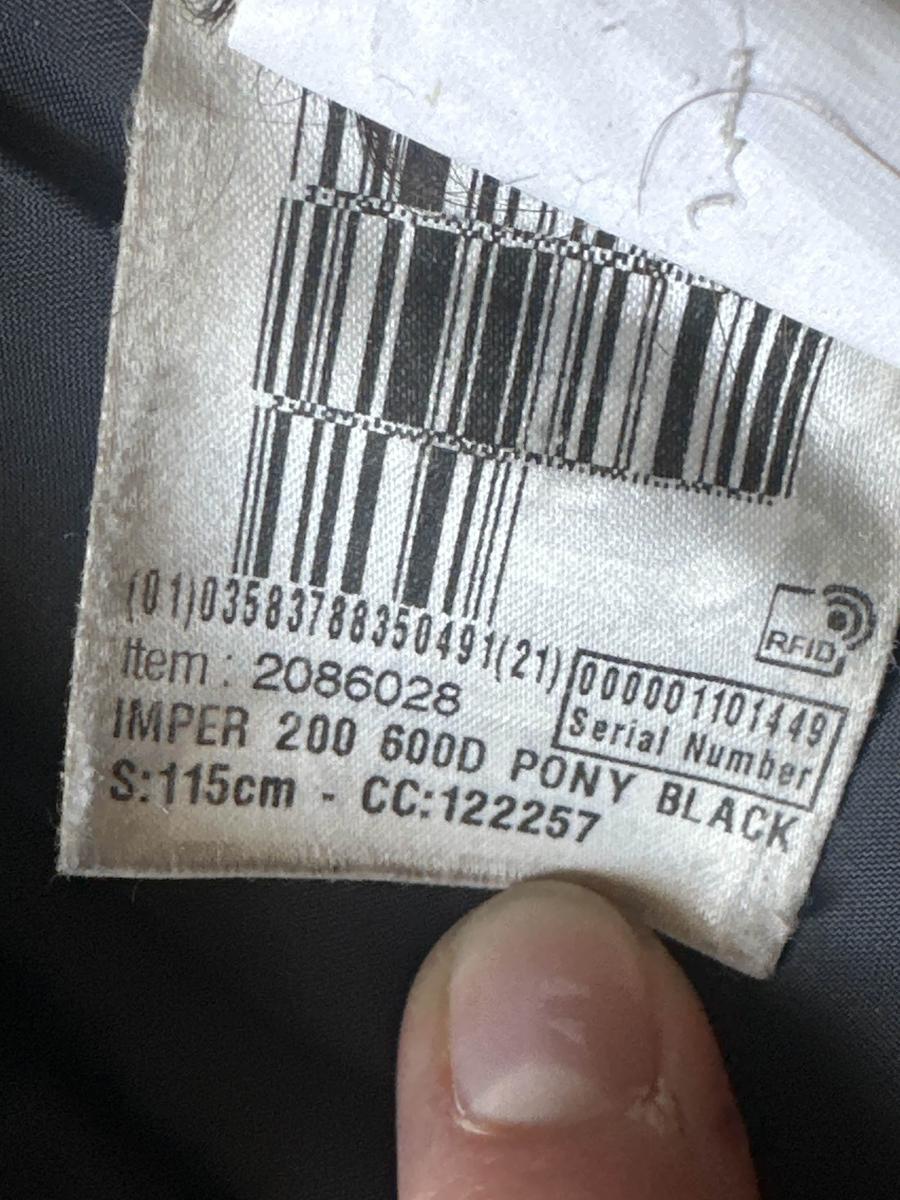 (01)03583788350491(21)000001101449
Serial Number
RFID
Item : 2086028
IMPER 200 600D PONY BLACK
S:115cm - CC:122257